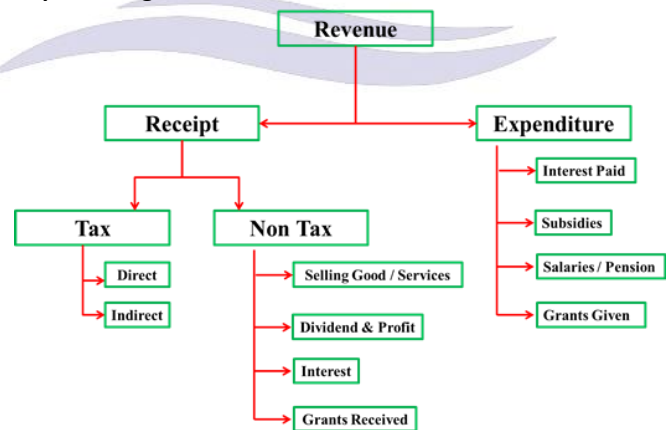 Revenue
Receipt
Expenditure
Interest Paid
Subsidies
Salaries / Pension
Grants Given
Tax
Non Tax
Direct
Indirect
Selling Good / Services
Dividend & Profit
Interest
Grants Received